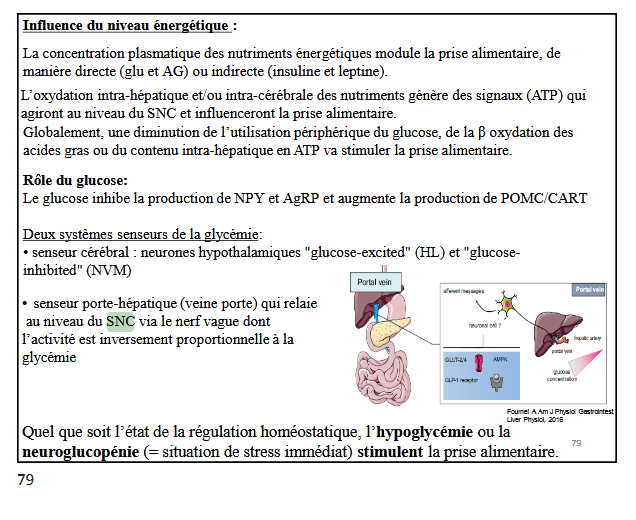 Influence du niveau énergétique :
La concentration plasmatique des nutriments énergétiques module la prise alimentaire, de
manière directe (glu et AG) ou indirecte (insuline et leptine).
L'oxydation intra-hépatique et/ou intra-cérébrale des nutriments génère des signaux (ATP) qui
agiront au niveau du SNC et influenceront la prise alimentaire.
Globalement, une diminution de l'utilisation périphérique du glucose, de la β oxydation des
acides gras ou du contenu intra-hépatique en ATP va stimuler la prise alimentaire.
Rôle du glucose:
Le glucose inhibe la production de NPY et AgRP et augmente la production de POMC/CART
Deux systèmes senseurs de la glycémie:
• senseur cérébral : neurones hypothalamiques "glucose-excited" (HL) et "glucose-
inhibited" (NVM)
• senseur porte-hépatique (veine porte) qui relaie
au niveau du SNC via le nerf vague dont
l'activité est inversement proportionnelle à la
glycémie
Portal vein
afferent messages
Portal vein
neuronal cell ?
hepatic artery
portal vein
GLUT-2/4
AMPK
glucose
concentration
GLP-1 receptor
Fournel A Am J Physiol Gastrointest
Liver Physiol, 2016
Quel que soit l'état de la régulation homéostatique, l'hypoglycémie ou la
neuroglucopénie (= situation de stress immédiat) stimulent la prise alimentaire.
79
79